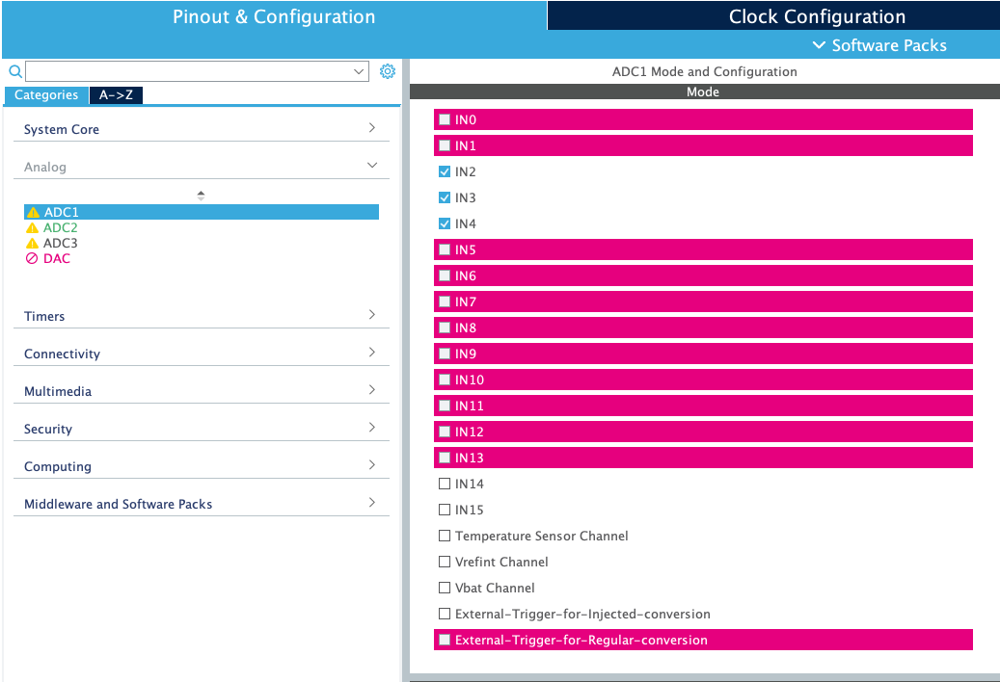 Pinout & Configuration
Clock Configuration
Software Packs
Categories
A->Z
System Core
Analog
ADC1
ADC2
ADC3
DAC
Timers
Connectivity
Multimedia
Security
Computing
Middleware and Software Packs
ADC1 Mode and Configuration
Mode
IN0
IN1
IN2
IN3
IN4
IN5
IN6
IN7
IN8
IN9
IN10
IN11
IN12
IN13
IN14
IN15
Temperature Sensor Channel
Vrefint Channel
Vbat Channel
External-Trigger-for-Injected-conversion
External-Trigger-for-Regular-conversion